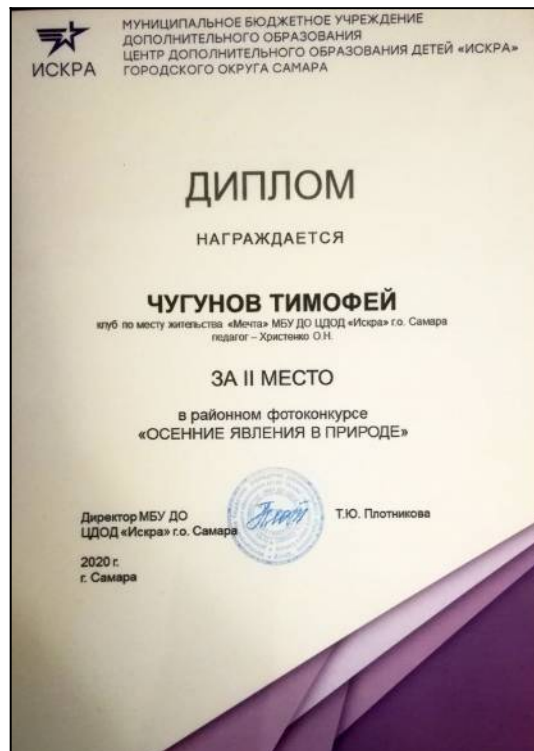 ИСКРА
МУНИЦИПАЛЬНОЕ БЮДЖЕТНОЕ УЧРЕЖДЕНИЕ
ДОПОЛНИТЕЛЬНОГО ОБРАЗОВАНИЯ
ЦЕНТР ДОПОЛНИТЕЛЬНОГО ОБРАЗОВАНИЯ ДЕТЕЙ «ИСКРА»
ГОРОДСКОГО ОКРУГА САМАРА
ДИПЛОМ
НАГРАЖДАЕТСЯ
ЧУГУНОВ ТИМОФЕЙ
клуб по месту жительства «Мечта» МБУ ДО ЦДОД «Искра» г.о. Самара
педагог – Христенко О.Н.
ЗА II МЕСТО
в районном фотоконкурсе
«ОСЕННИЕ ЯВЛЕНИЯ В ПРИРОДЕ»
Директор МБУ ДО
ЦДОД «Искра» г.о. Самара
Т.Ю. Плотникова
2020 г.
г. Самара